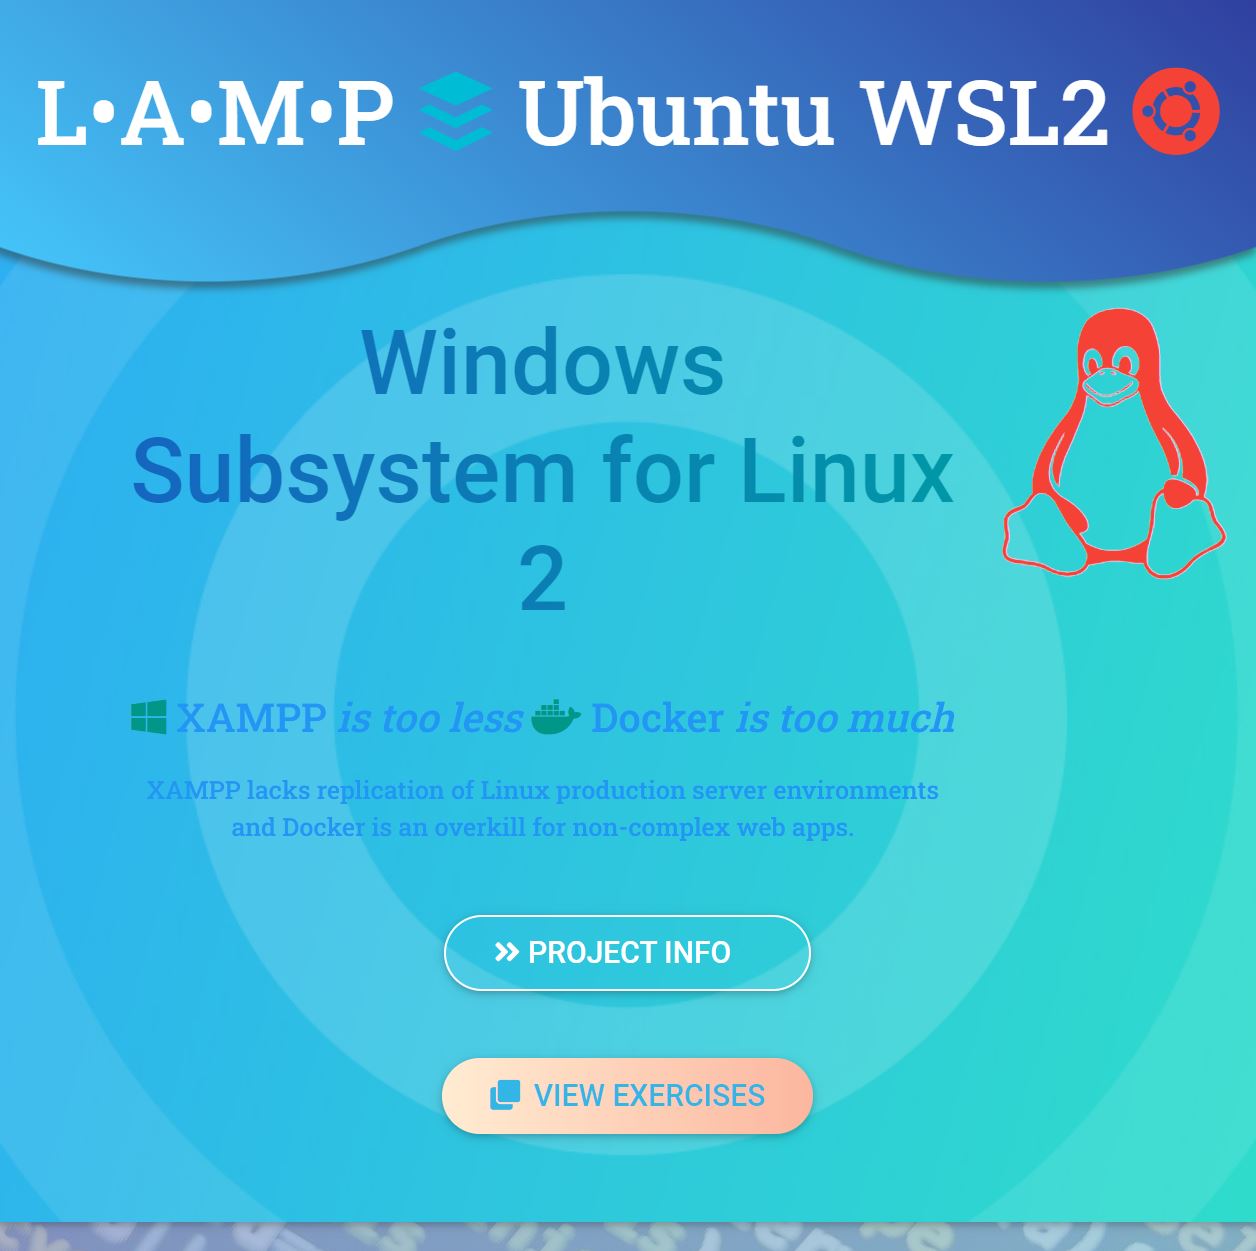 L•A•M•P Ubuntu WSL2
Windows
Subsystem for Linux
2
XAMPP is too less Docker is too much
XAMPP lacks replication of Linux production server environments
and Docker is an overkill for non-complex web apps.
PROJECT INFO
VIEW EXERCISES